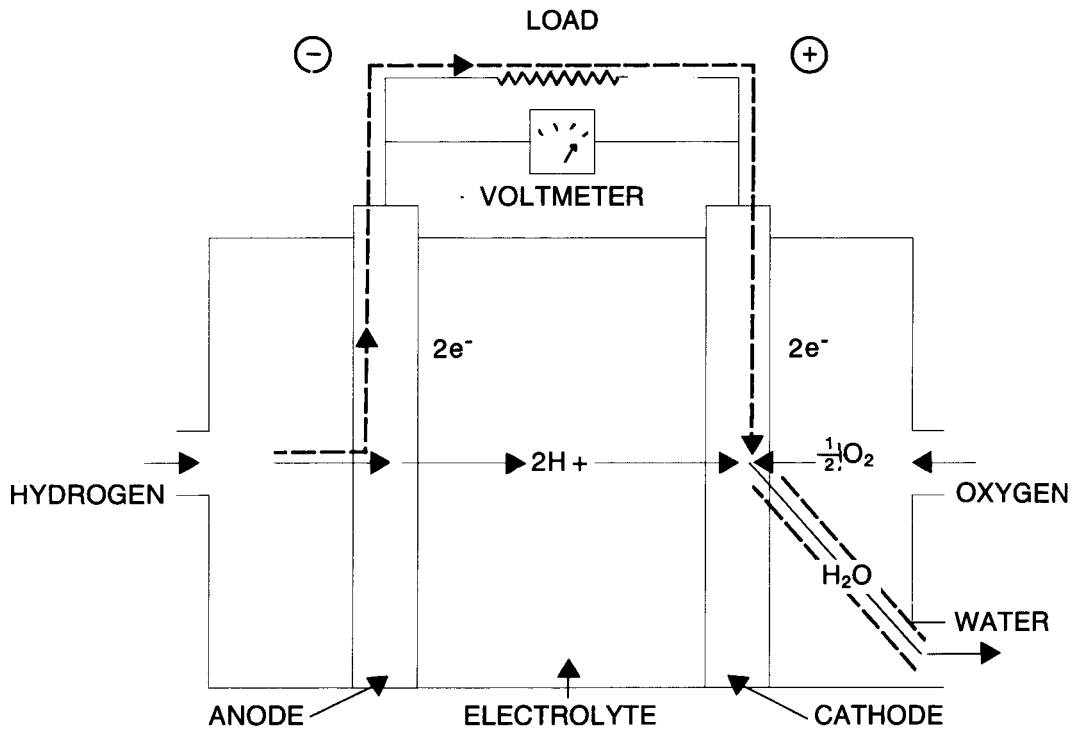 LOAD
−
+
VOLTMETER
2e⁻
2e⁻
2H+
½O₂
HYDROGEN
OXYGEN
H₂O
WATER
ANODE
ELECTROLYTE
CATHODE